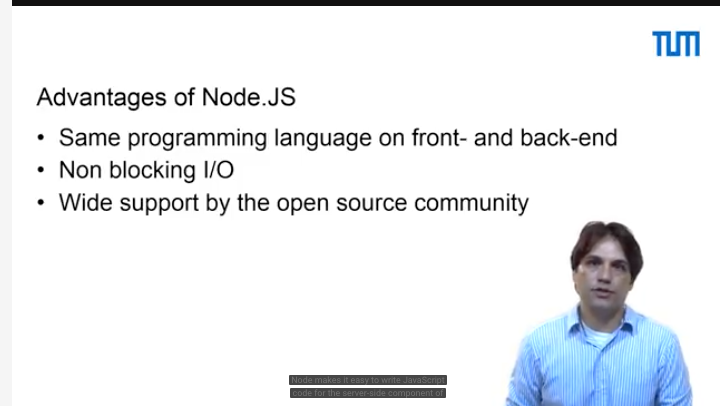 TUM
Advantages of Node.JS
• Same programming language on front- and back-end
• Non blocking I/O
• Wide support by the open source community
Node makes it easy to write JavaScript
code for the server-side component of